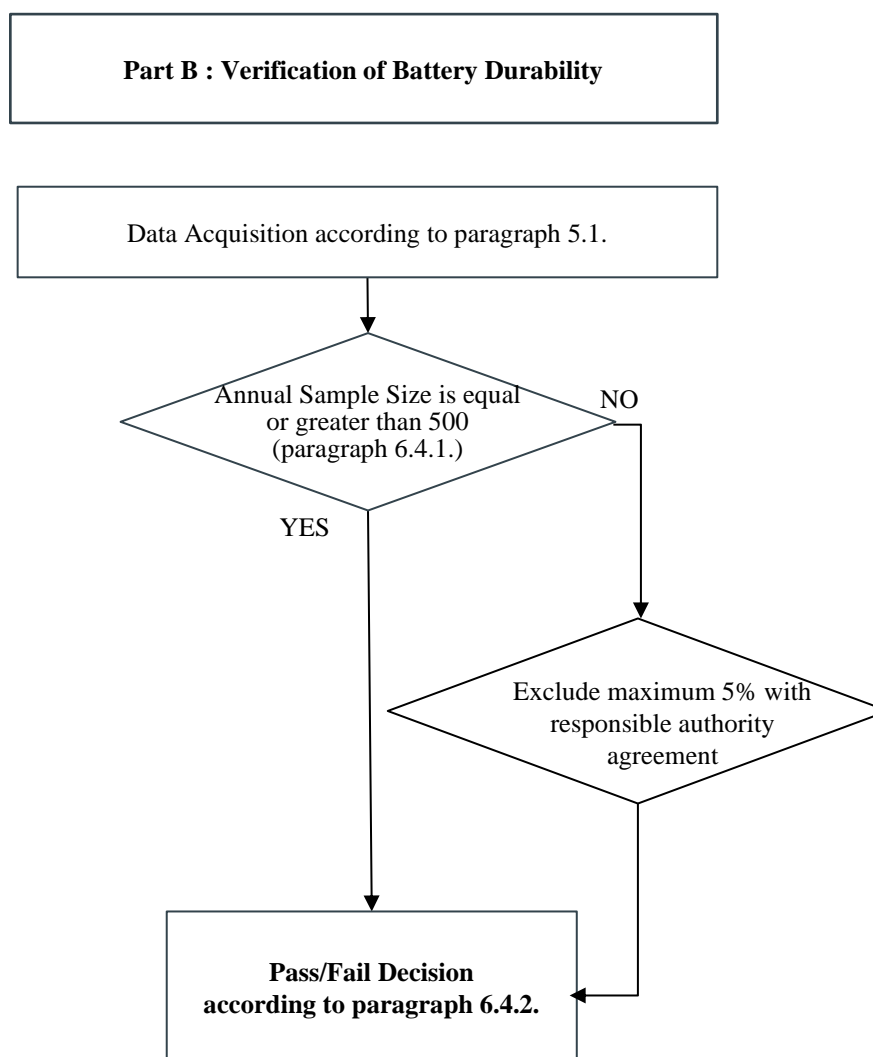 Part B : Verification of Battery Durability
Data Acquisition according to paragraph 5.1.
Annual Sample Size is equal
or greater than 500
(paragraph 6.4.1.)
NO
YES
Exclude maximum 5% with
responsible authority
agreement
Pass/Fail Decision
according to paragraph 6.4.2.